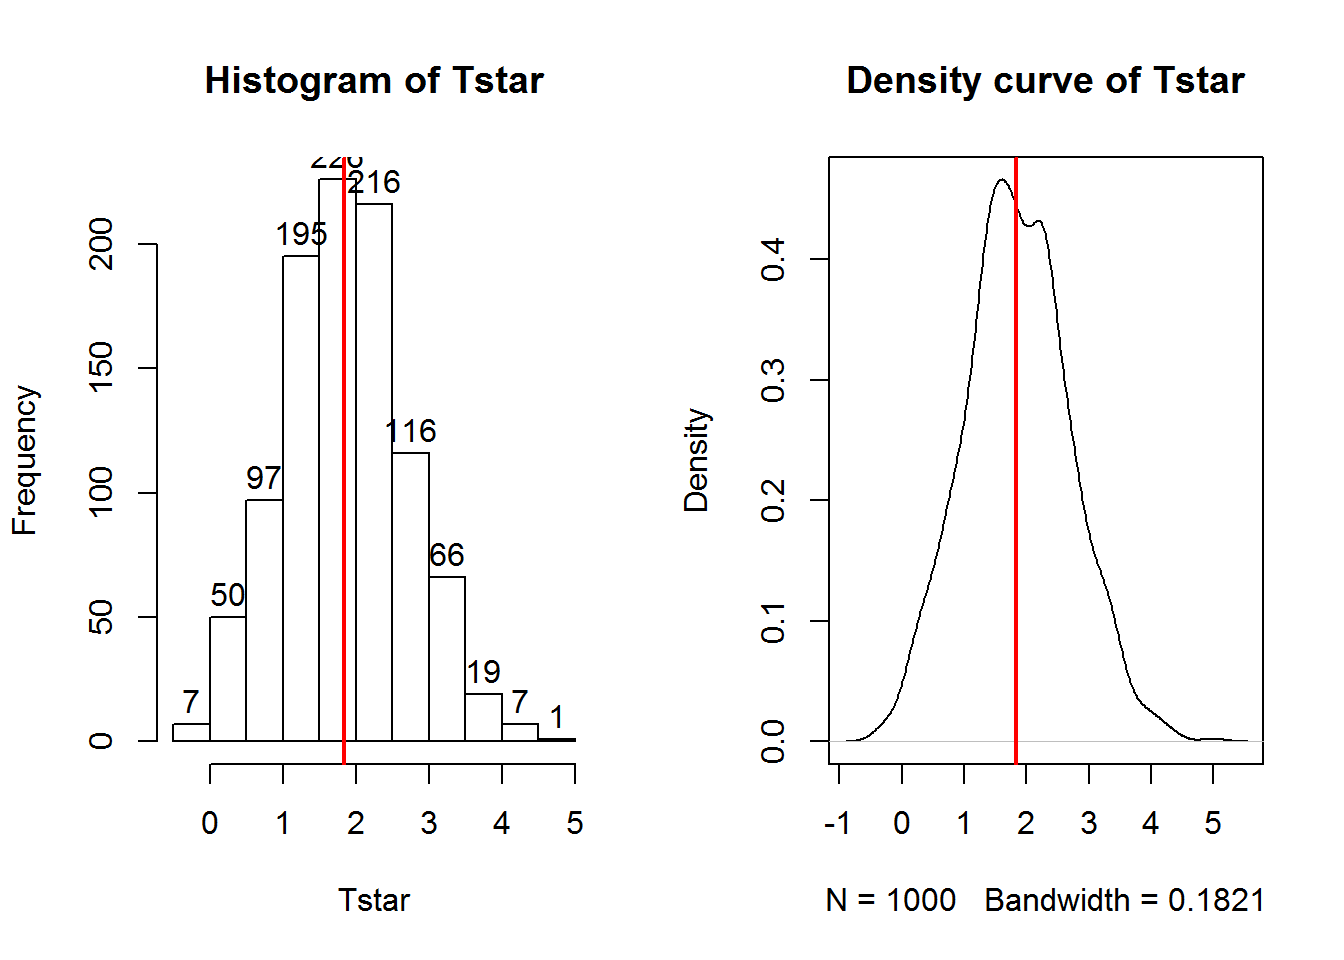 Histogram of Tstar
Frequency
0
50
100
150
200
7
50
97
195
226
216
116
66
19
7
1
0 1 2 3 4 5
Tstar
Density curve of Tstar
Density
0.0
0.1
0.2
0.3
0.4
-1 0 1 2 3 4 5
N = 1000 Bandwidth = 0.1821